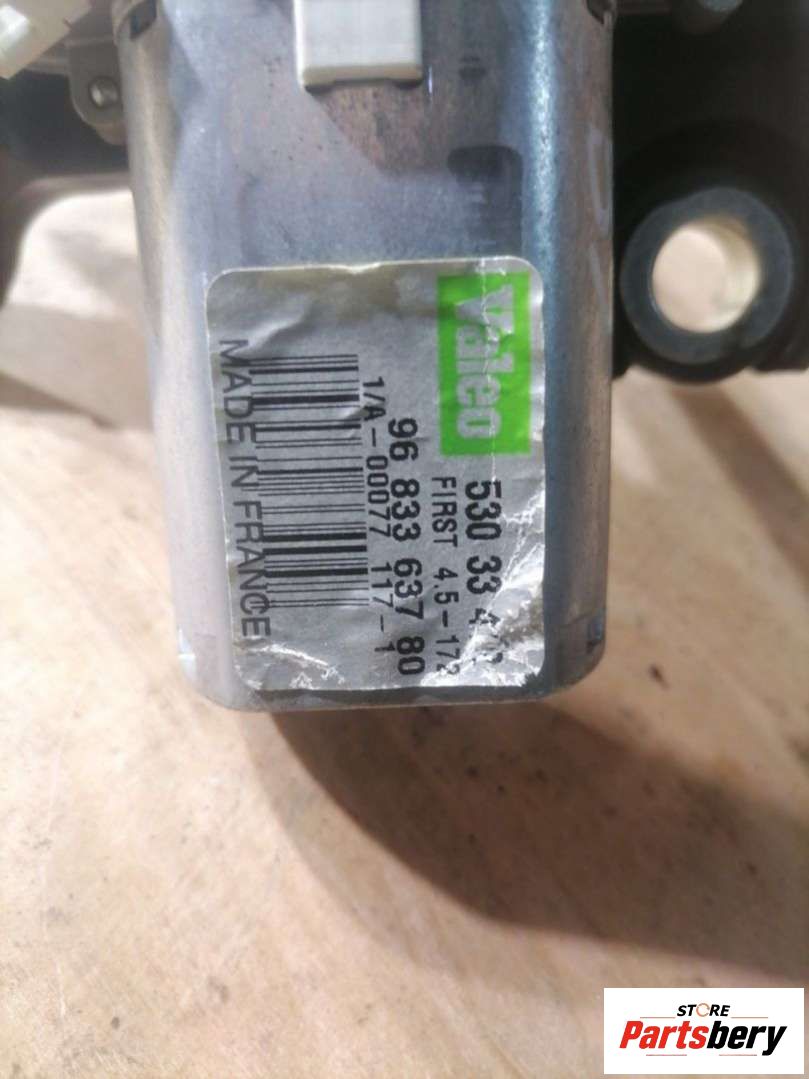 Valeo
530 33
FIRST 4.5-172
96 833 637 80
1/A-00077 117-1
MADE IN FRANCE
STORE
Partsbery